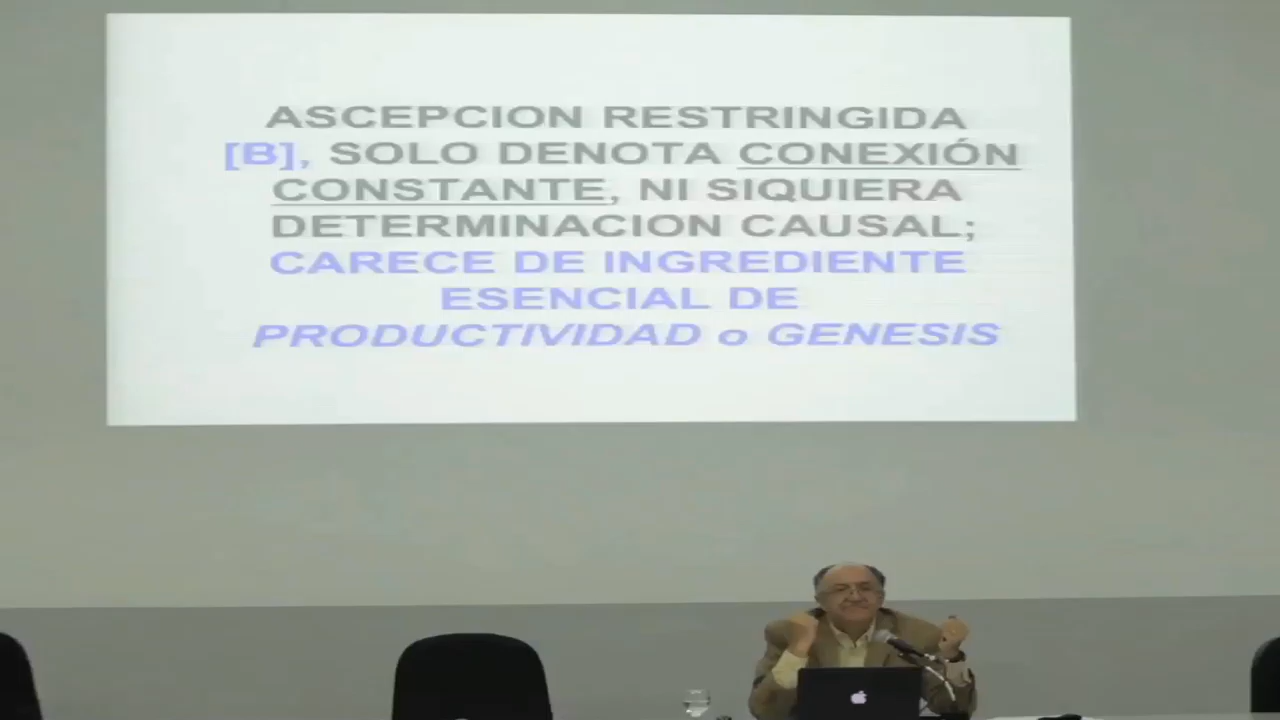 ASCEPCION RESTRINGIDA
[B], SOLO DENOTA CONEXIÓN
CONSTANTE, NI SIQUIERA
DETERMINACION CAUSAL;
CARECE DE INGREDIENTE
ESENCIAL DE
PRODUCTIVIDAD o GENESIS